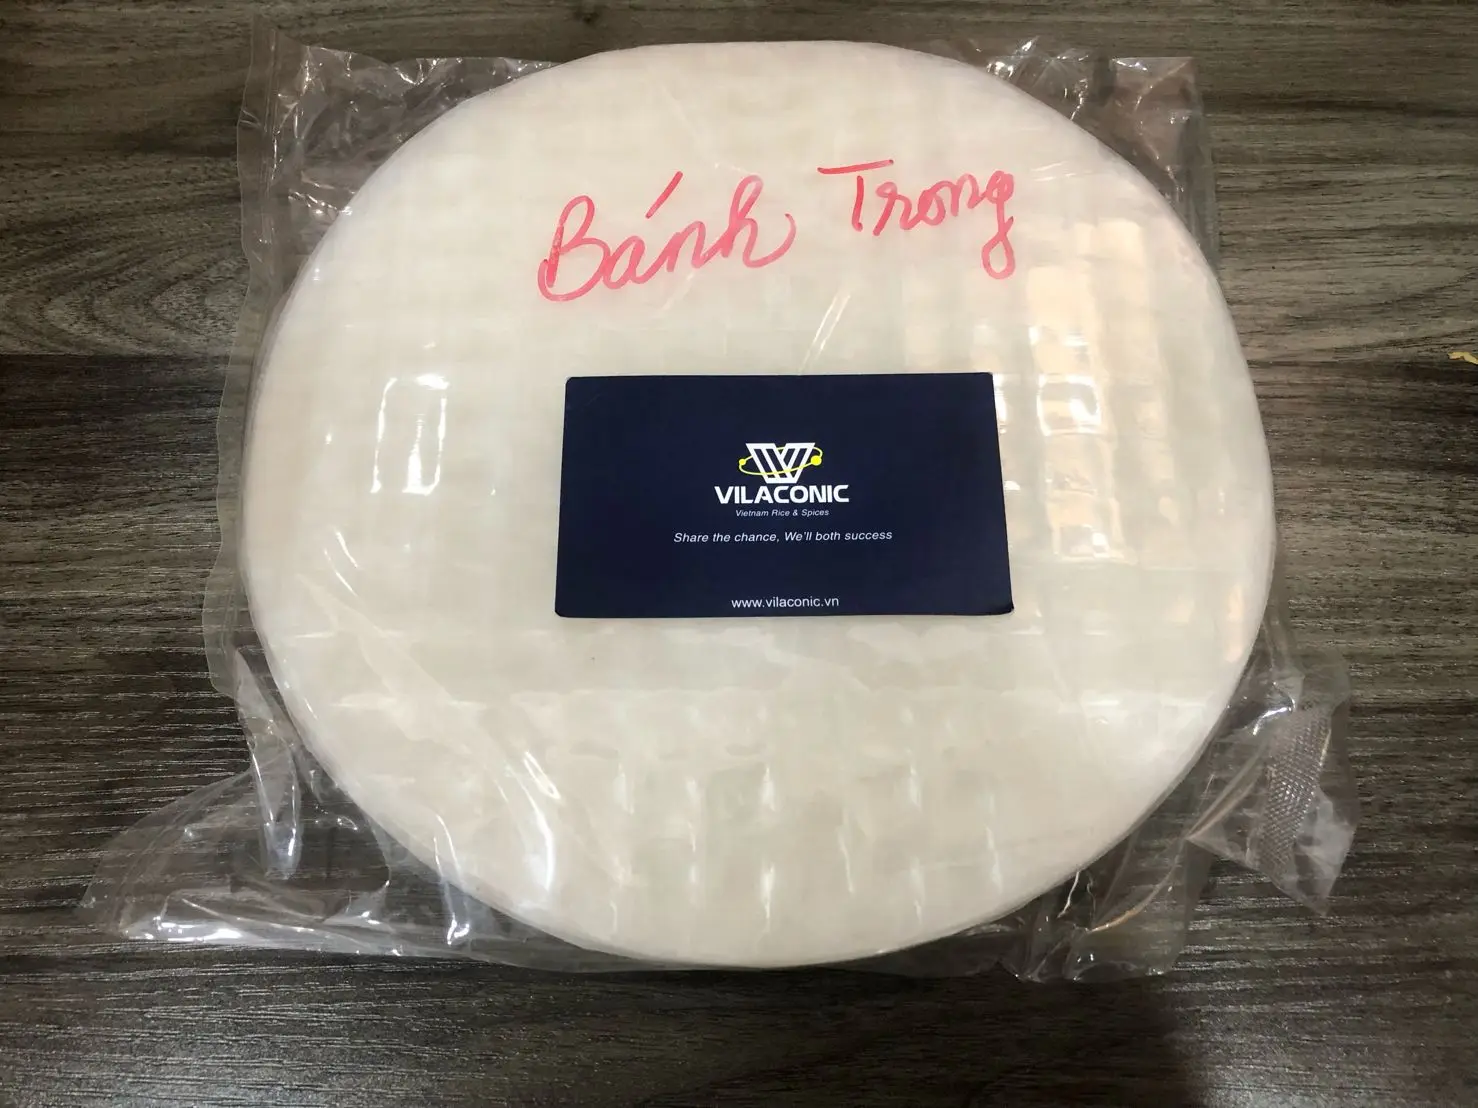 Bánh Trong
VILACONIC
Vietnam Rice & Spices
Share the chance, We'll both success
www.vilaconic.vn